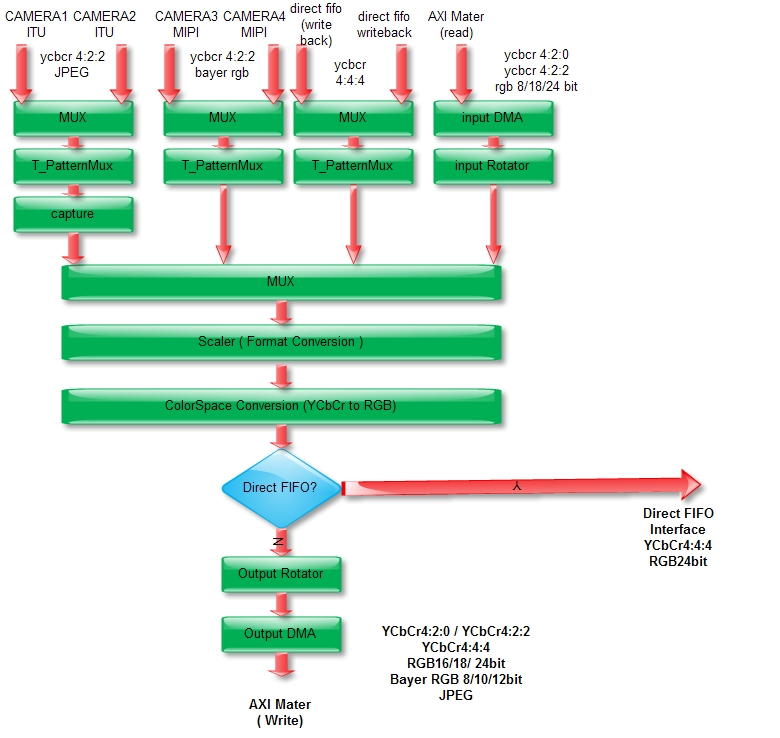 CAMERA1
ITU
CAMERA2
ITU
CAMERA3
MIPI
CAMERA4
MIPI
direct fifo
(write
back)
direct fifo
writeback
AXI Mater
(read)
ycbcr 4:2:2
JPEG
ycbcr 4:2:2
bayer rgb
ycbcr
4:4:4
ycbcr 4:2:0
ycbcr 4:2:2
rgb 8/18/24 bit
MUX
MUX
MUX
input DMA
T_PatternMux
T_PatternMux
T_PatternMux
input Rotator
capture
MUX
Scaler ( Format Conversion )
ColorSpace Conversion (YCbCr to RGB)
Direct FIFO?
Y
Direct FIFO
Interface
YCbCr4:4:4
RGB24bit
N
Output Rotator
Output DMA
YCbCr4:2:0 / YCbCr4:2:2
YCbCr4:4:4
RGB16/18/ 24bit
Bayer RGB 8/10/12bit
JPEG
AXI Mater
( Write)